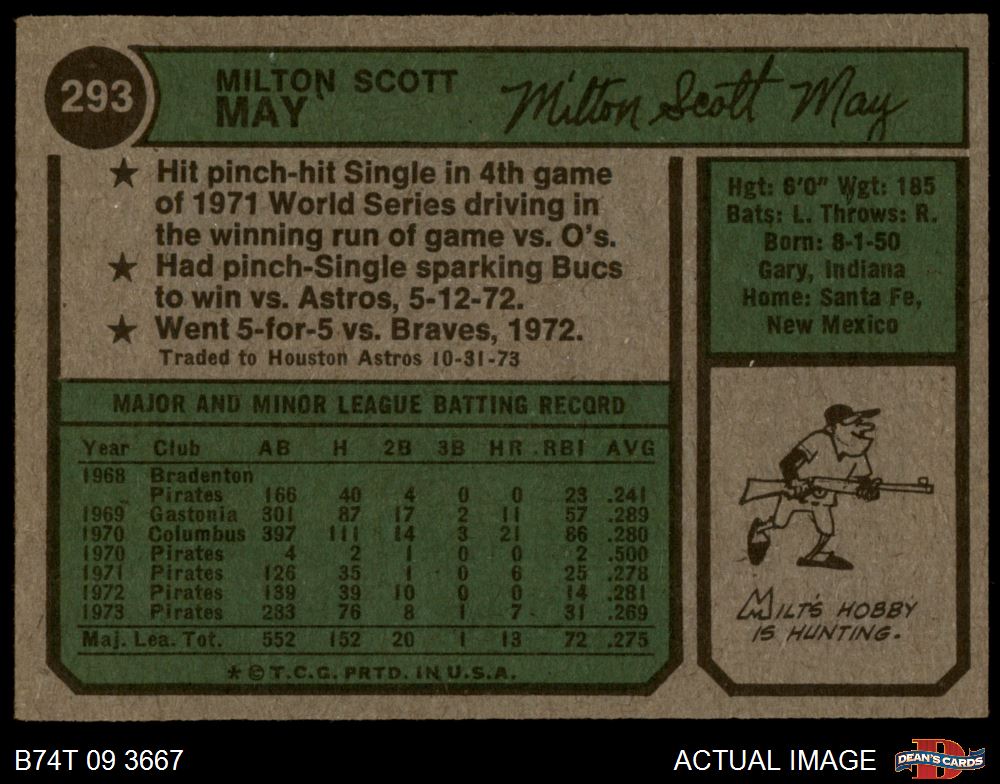 293
MILTON SCOTT
MAY
Milton Scott May
★ Hit pinch-hit Single in 4th game
of 1971 World Series driving in
the winning run of game vs. O's.
★ Had pinch-Single sparking Bucs
to win vs. Astros, 5-12-72.
★ Went 5-for-5 vs. Braves, 1972.
Traded to Houston Astros 10-31-73
Hgt: 6'0" Wgt: 185
Bats: L. Throws: R.
Born: 8-1-50
Gary, Indiana
Home: Santa Fe,
New Mexico
MAJOR AND MINOR LEAGUE BATTING RECORD
Year Club AB H 2B 3B HR RBI AVG
1968 Bradenton
Pirates 166 40 4 0 0 23 .241
1969 Gastonia 301 87 17 2 11 57 .289
1970 Columbus 397 111 14 3 21 86 .280
1970 Pirates 4 2 1 0 0 2 .500
1971 Pirates 126 35 1 0 6 25 .278
1972 Pirates 139 39 10 0 0 14 .281
1973 Pirates 283 76 8 1 7 31 .269
Maj. Lea. Tot. 552 152 20 1 13 72 .275
* © T.C.G. PRTD. IN U.S.A.
MILT'S HOBBY
IS HUNTING.
B74T 09 3667
ACTUAL IMAGE
D
DEAN'S CARDS